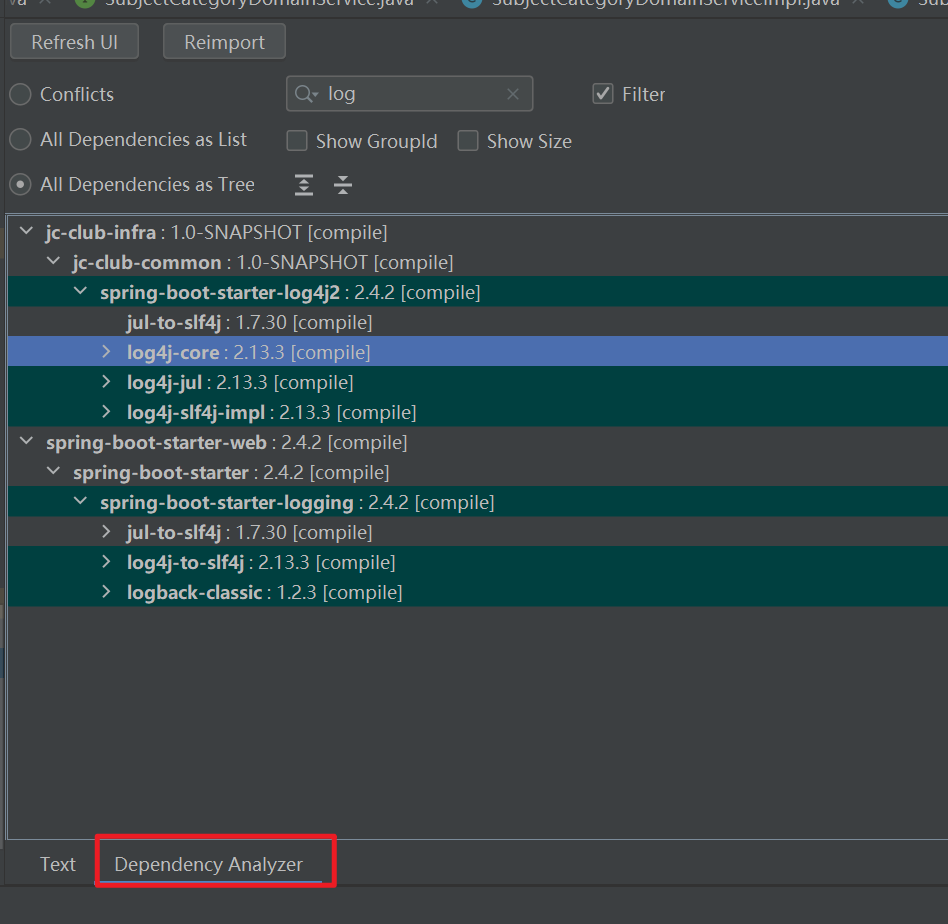 SubjectCategoryDomainService.java SubjectCategoryDomainServiceImpl.java
Refresh UI Reimport
Conflicts log Filter
All Dependencies as List Show GroupId Show Size
All Dependencies as Tree
jc-club-infra : 1.0-SNAPSHOT [compile]
jc-club-common : 1.0-SNAPSHOT [compile]
spring-boot-starter-log4j2 : 2.4.2 [compile]
jul-to-slf4j : 1.7.30 [compile]
log4j-core : 2.13.3 [compile]
log4j-jul : 2.13.3 [compile]
log4j-slf4j-impl : 2.13.3 [compile]
spring-boot-starter-web : 2.4.2 [compile]
spring-boot-starter : 2.4.2 [compile]
spring-boot-starter-logging : 2.4.2 [compile]
jul-to-slf4j : 1.7.30 [compile]
log4j-to-slf4j : 2.13.3 [compile]
logback-classic : 1.2.3 [compile]
Text Dependency Analyzer